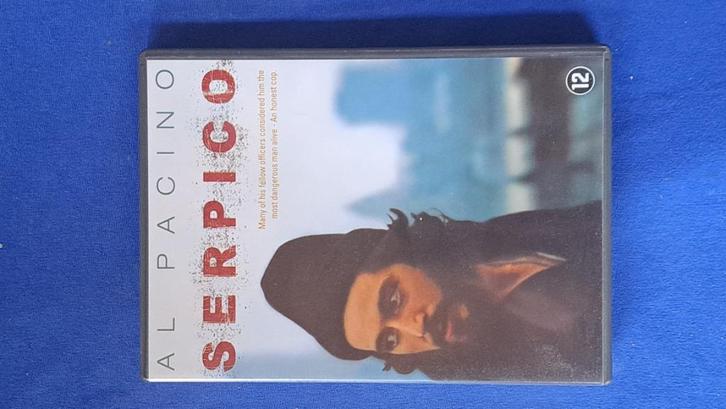 AL PACINO
SERPICO
Many of his fellow officers considered him the
most dangerous man alive - An honest cop.
12